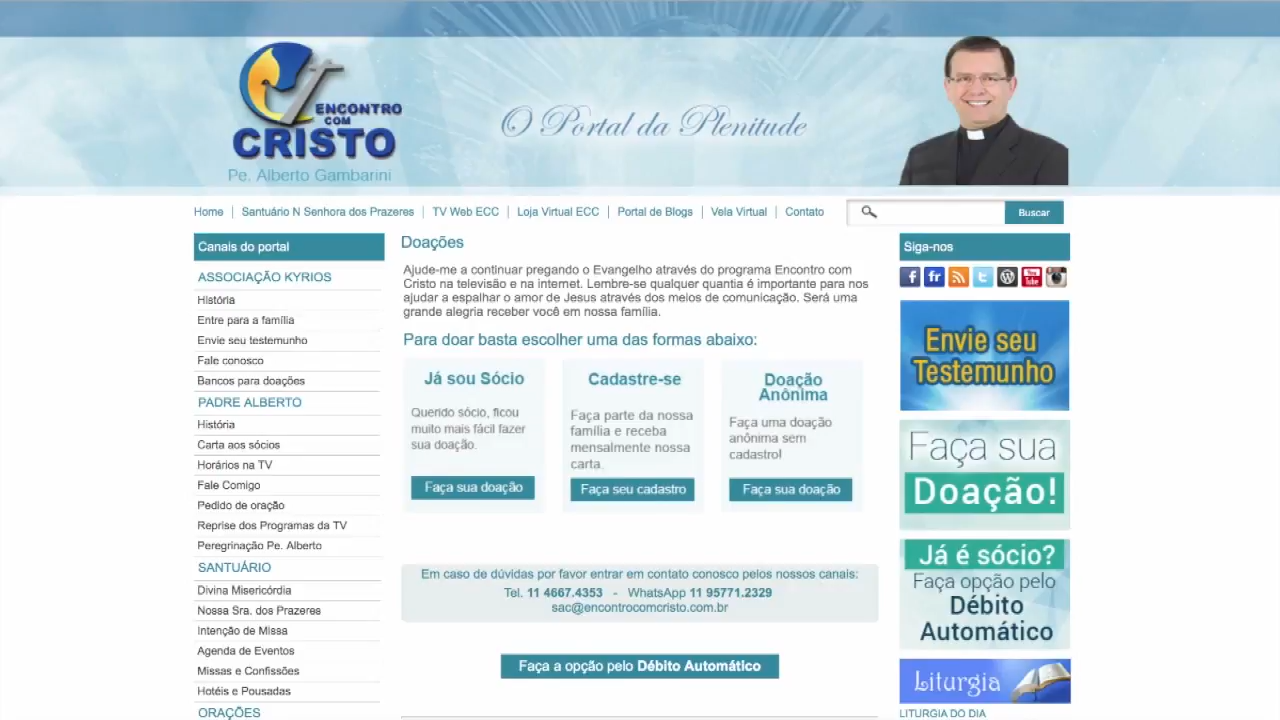 ENCONTRO
COM
CRISTO
Pe. Alberto Gambarini
O Portal da Plenitude
Home
Santuário N Senhora dos Prazeres
TV Web ECC
Loja Virtual ECC
Portal de Blogs
Vela Virtual
Contato
Buscar
Canais do portal
ASSOCIAÇÃO KYRIOS
História
Entre para a família
Envie seu testemunho
Fale conosco
Bancos para doações
PADRE ALBERTO
História
Carta aos sócios
Horários na TV
Fale Comigo
Pedido de oração
Reprise dos Programas da TV
Peregrinação Pe. Alberto
SANTUÁRIO
Divina Misericórdia
Nossa Sra. dos Prazeres
Intenção de Missa
Agenda de Eventos
Missas e Confissões
Hotéis e Pousadas
ORAÇÕES
Doações
Ajude-me a continuar pregando o Evangelho através do programa Encontro com
Cristo na televisão e na internet. Lembre-se qualquer quantia é importante para nos
ajudar a espalhar o amor de Jesus através dos meios de comunicação. Será uma
grande alegria receber você em nossa família.
Para doar basta escolher uma das formas abaixo:
Já sou Sócio
Querido sócio, ficou
muito mais fácil fazer
sua doação.
Faça sua doação
Cadastre-se
Faça parte da nossa
família e receba
mensalmente nossa
carta.
Faça seu cadastro
Doação
Anônima
Faça uma doação
anônima sem
cadastro!
Faça sua doação
Em caso de dúvidas por favor entrar em contato conosco pelos nossos canais:
Tel. 11 4667.4353 - WhatsApp 11 95771.2329
sac@encontrocomcristo.com.br
Faça a opção pelo Débito Automático
Siga-nos
f
fr
You
Tube
Envie seu
Testemunho
Faça sua
Doação!
Já é sócio?
Faça opção pelo
Débito
Automático
Liturgia
LITURGIA DO DIA